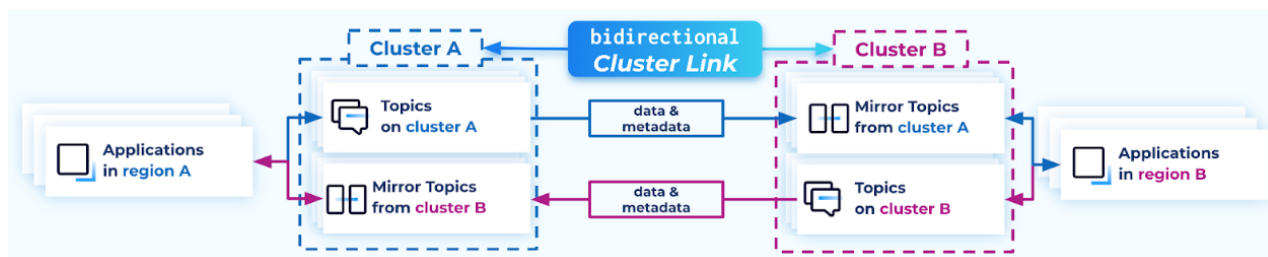 bidirectional
Cluster Link
Cluster A
Cluster B
Topics
on cluster A
data &
metadata
Mirror Topics
from cluster A
Applications
in region A
Applications
in region B
Mirror Topics
from cluster B
data &
metadata
Topics
on cluster B